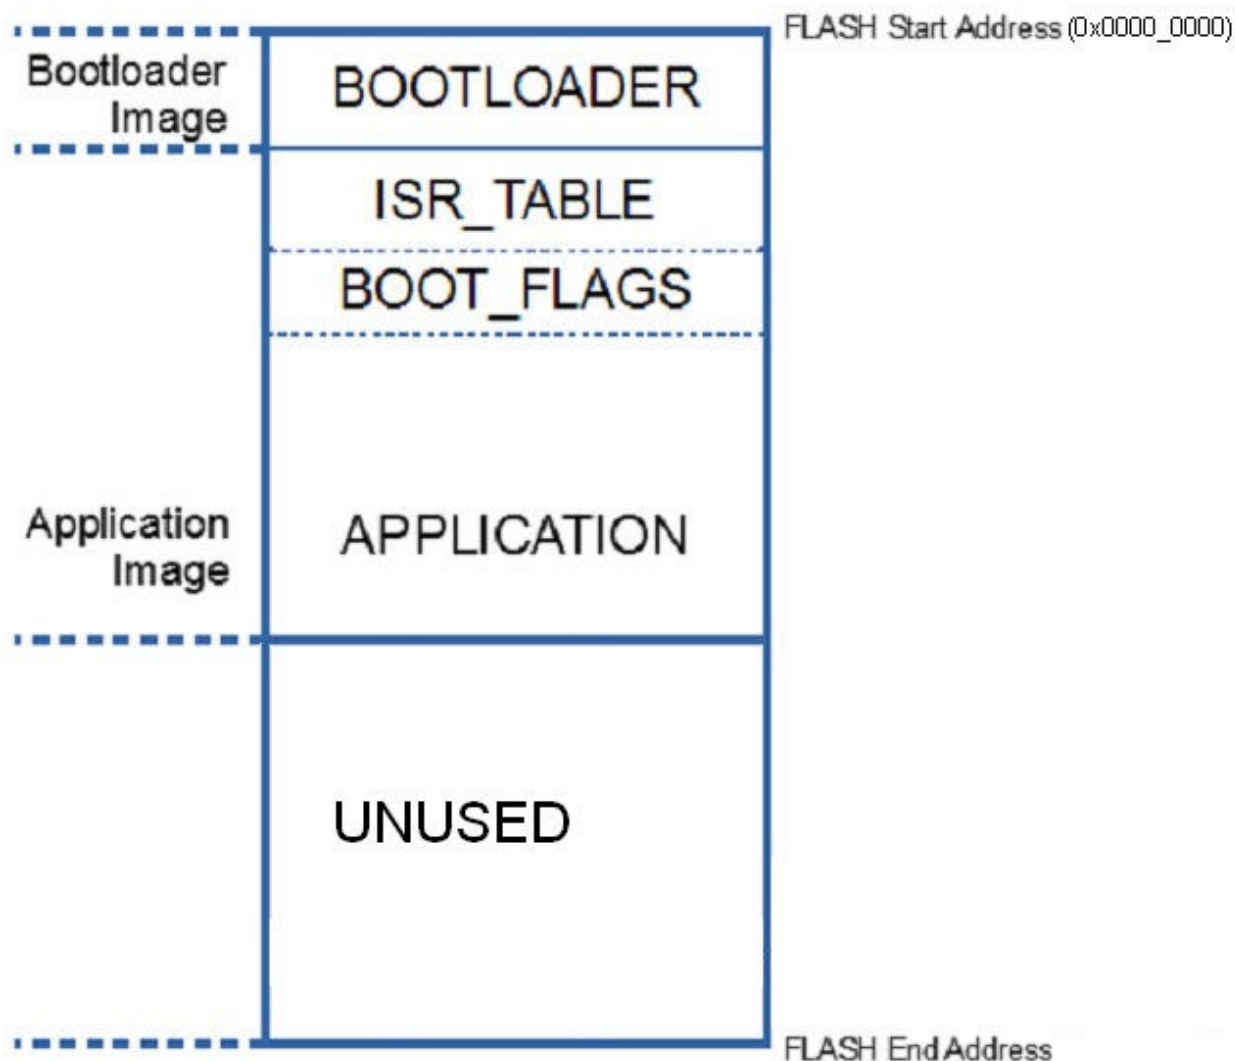 FLASH Start Address (0x0000_0000)
Bootloader
Image
BOOTLOADER
ISR_TABLE
BOOT_FLAGS
Application
Image
APPLICATION
UNUSED
FLASH End Address